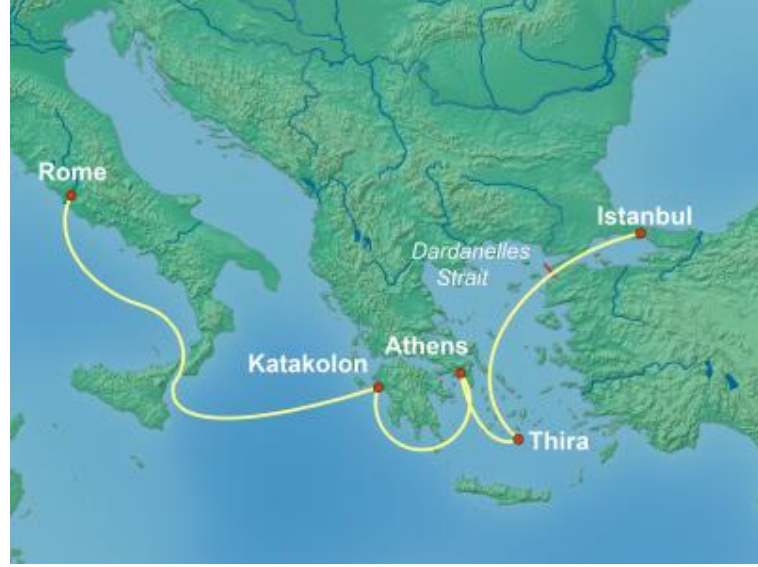 Rome
Istanbul
Dardanelles
Strait
Athens
Katakolon
Thira